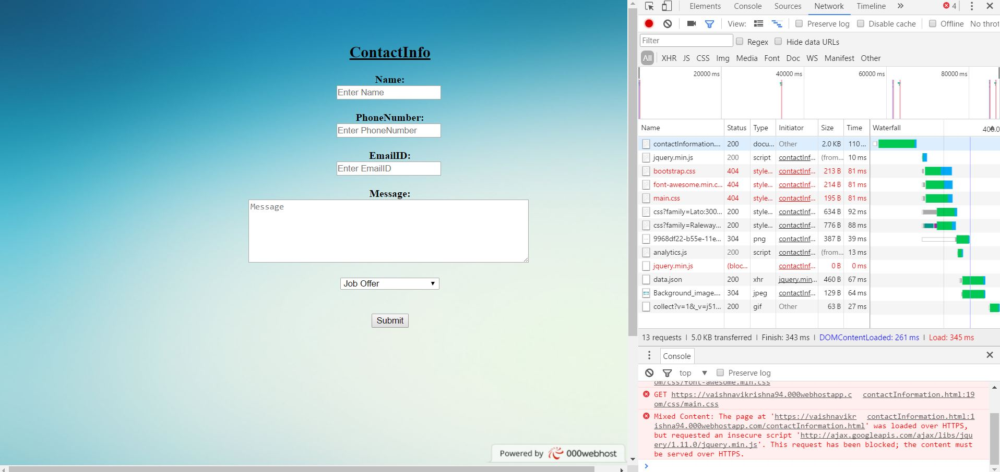 ContactInfo
Name:
Enter Name
PhoneNumber:
Enter PhoneNumber
EmailID:
Enter EmailID
Message:
Message
Job Offer
Submit
Powered by 000webhost
Elements Console Sources Network Timeline » 4
View: Preserve log Disable cache Offline No throt
Filter Regex Hide data URLs
All XHR JS CSS Img Media Font Doc WS Manifest Other
20000 ms 40000 ms 60000 ms 80000 ms
Name Status Type Initiator Size Time Waterfall
contactInformation.... 200 docu... Other 2.0 KB 110...
jquery.min.js 200 script contactInf... (from... 10 ms
bootstrap.css 404 style... contactInf... 213 B 81 ms
font-awesome.min.c... 404 style... contactInf... 214 B 81 ms
main.css 404 style... contactInf... 195 B 81 ms
css?family=Lato:300... 200 style... contactInf... 634 B 92 ms
css?family=Raleway... 200 style... contactInf... 776 B 88 ms
9968df22-b55e-11e... 304 png contactInf... 387 B 39 ms
analytics.js 200 script contactInf... (from... 13 ms
jquery.min.js (bloc... contactInf... 0 B 0 ms
data.json 200 xhr jquery.min... 460 B 67 ms
Background_image.... 304 jpeg contactInf... 129 B 64 ms
collect?v=1&_v=j51... 200 gif Other 63 B 27 ms
13 requests | 5.0 KB transferred | Finish: 343 ms | DOMContentLoaded: 261 ms | Load: 345 ms
Console
top ▼ Preserve log
om/css/font-awesome.min.css
GET https://vaishnavikrishna94.000webhostapp.c contactInformation.html:19
om/css/main.css
Mixed Content: The page at 'https://vaishnavikr contactInformation.html:1
ishna94.000webhostapp.com/contactInformation.html' was loaded over HTTPS,
but requested an insecure script 'http://ajax.googleapis.com/ajax/libs/jqu
ery/1.11.0/jquery.min.js'. This request has been blocked; the content must
be served over HTTPS.